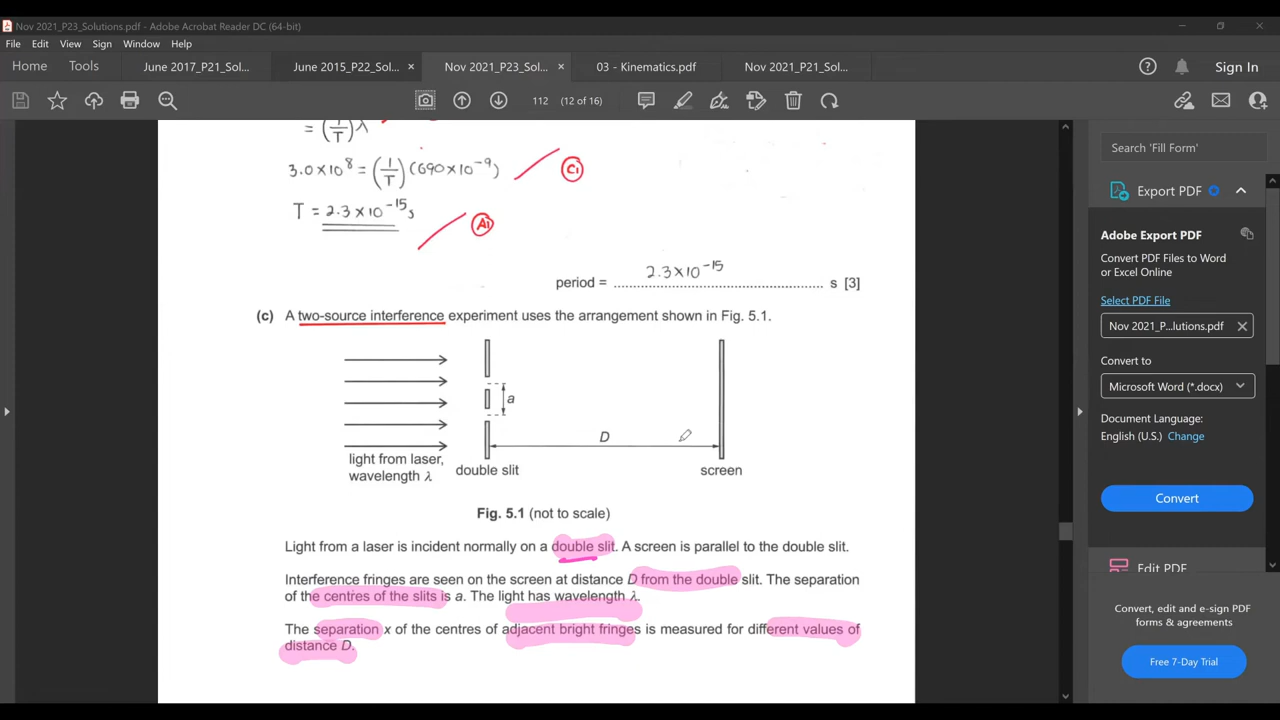 Nov 2021_P23_Solutions.pdf - Adobe Acrobat Reader DC (64-bit)
File Edit View Sign Window Help
Home Tools June 2017_P21_Sol... June 2015_P22_Sol... × Nov 2021_P23_So... × 03 - Kinematics.pdf Nov 2021_P21_Sol... Sign In
112 (12 of 16)
= (1/T) λ
3.0 × 10⁸ = (1/T) (690 × 10⁻⁹) C1
T = 2.3 × 10⁻¹⁵ s A1
2.3 × 10⁻¹⁵
period = ........................................................ s [3]
(c) A two-source interference experiment uses the arrangement shown in Fig. 5.1.
a
D
light from laser,
wavelength λ
double slit
screen
Fig. 5.1 (not to scale)
Light from a laser is incident normally on a double slit. A screen is parallel to the double slit.
Interference fringes are seen on the screen at distance D from the double slit. The separation
of the centres of the slits is a. The light has wavelength λ.
The separation x of the centres of adjacent bright fringes is measured for different values of
distance D.
Search 'Fill Form'
Export PDF
Adobe Export PDF
Convert PDF Files to Word
or Excel Online
Select PDF File
Nov 2021_P...lutions.pdf ×
Convert to
Microsoft Word (*.docx)
Document Language:
English (U.S.) Change
Convert
Edit PDF
Convert, edit and e-sign PDF
forms & agreements
Free 7-Day Trial